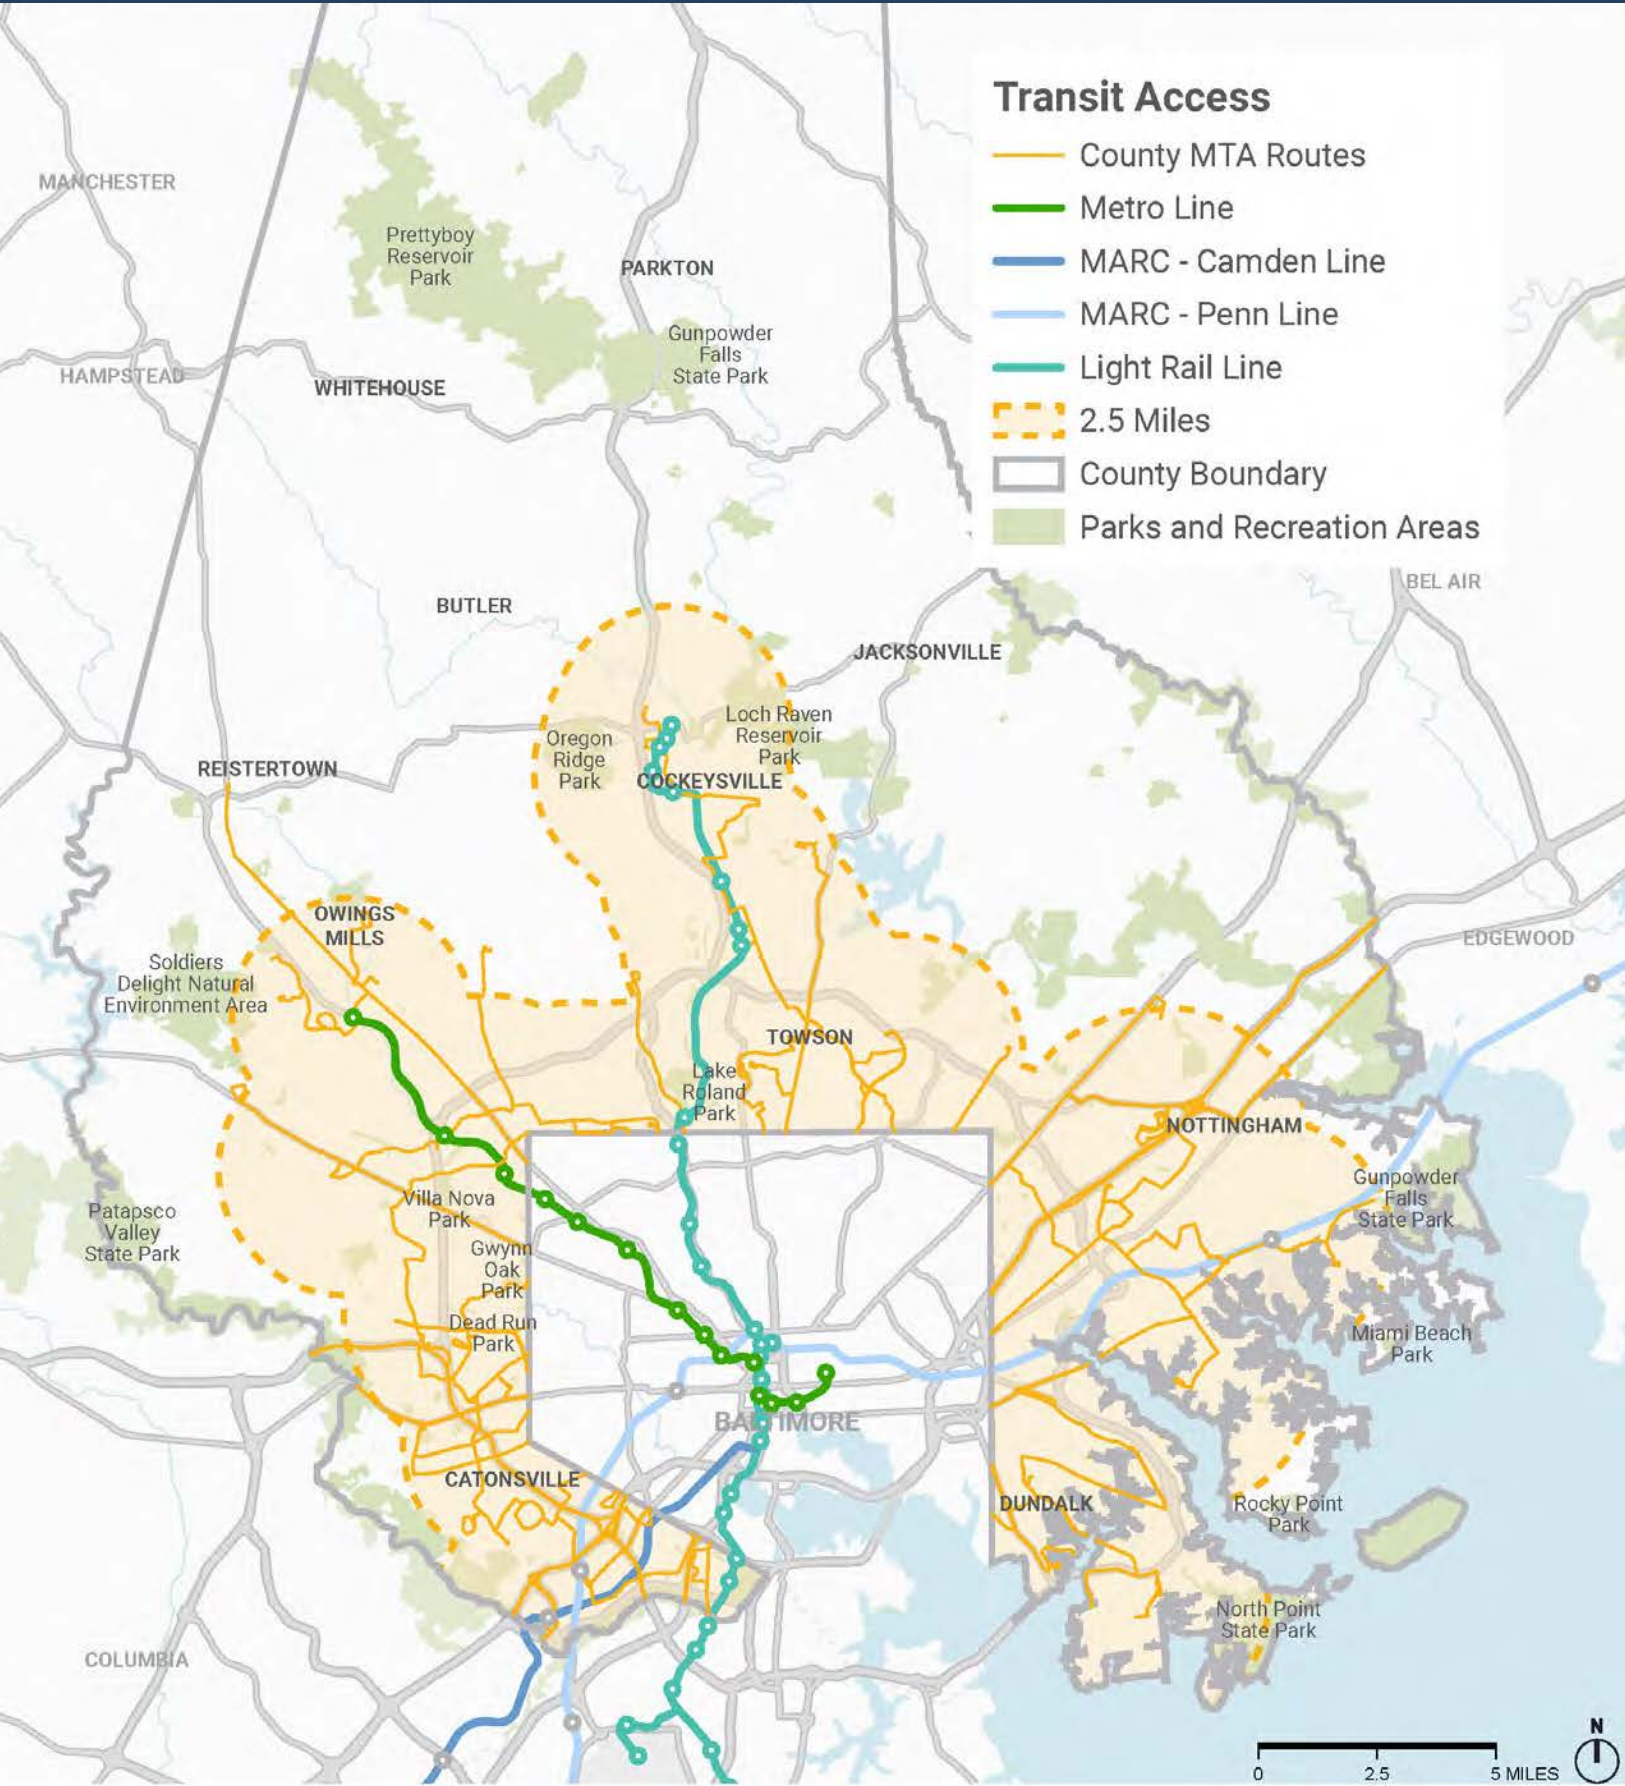 Transit Access
County MTA Routes
Metro Line
MARC - Camden Line
MARC - Penn Line
Light Rail Line
2.5 Miles
County Boundary
Parks and Recreation Areas
MANCHESTER
Prettyboy
Reservoir
Park
PARKTON
Gunpowder
Falls
State Park
HAMPSTEAD
WHITEHOUSE
BEL AIR
BUTLER
JACKSONVILLE
Loch Raven
Reservoir
Park
Oregon
Ridge
Park
REISTERTOWN
COCKEYSVILLE
OWINGS
MILLS
EDGEWOOD
Soldiers
Delight Natural
Environment Area
TOWSON
Lake
Roland
Park
NOTTINGHAM
Gunpowder
Falls
State Park
Villa Nova
Park
Patapsco
Valley
State Park
Gwynn
Oak
Park
Dead Run
Park
Miami Beach
Park
BALTIMORE
CATONSVILLE
DUNDALK
Rocky Point
Park
North Point
State Park
COLUMBIA
N
0
2.5
5 MILES